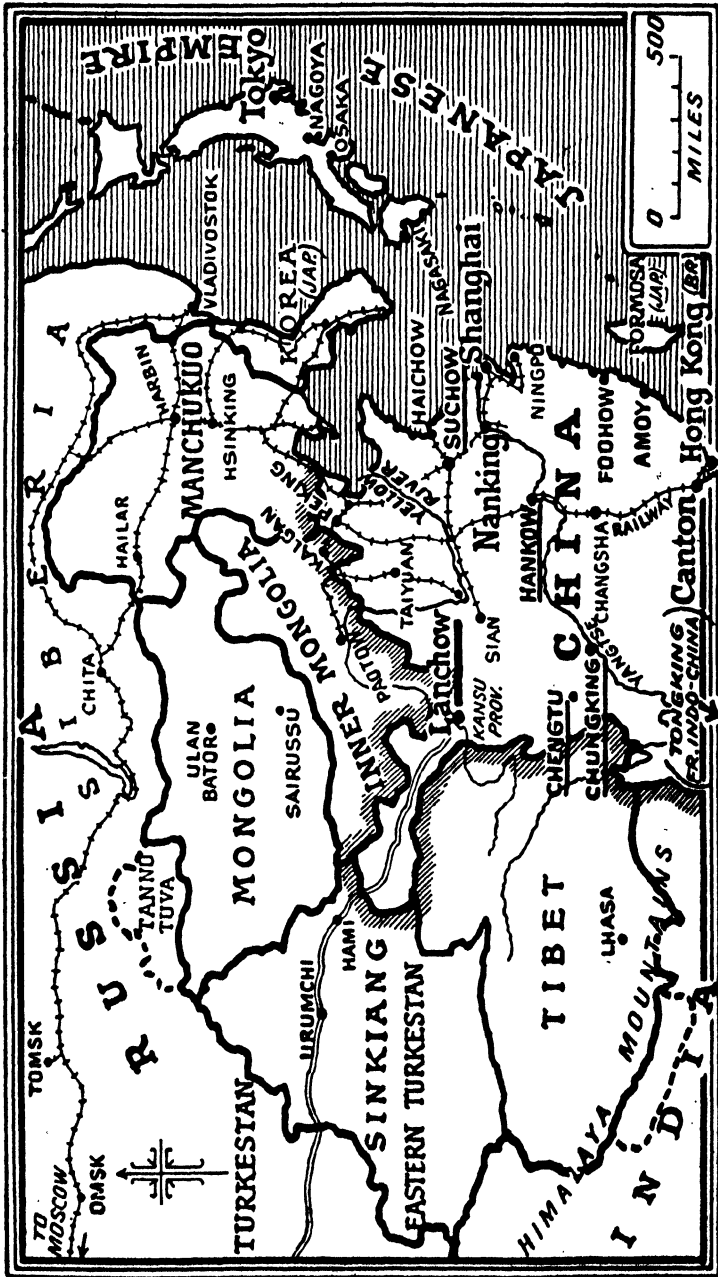 TO
MOSCOW
OMSK
TOMSK
RUSSIA
SIBERIA
CHITA
TANNU
TUVA
TURKESTAN
MONGOLIA
ULAN
BATOR
SAIRUSSU
INNER MONGOLIA
HAILAR
HARBIN
MANCHUKUO
HSINKING
VLADIVOSTOK
KOREA
(JAP.)
JAPANESE
EMPIRE
Tokyo
NAGOYA
OSAKA
NAGASAKI
URUMCHI
HAMI
SINKIANG
EASTERN TURKESTAN
KALGAN
PEKING
PAOTOW
TAIYUAN
YELLOW
RIVER
HAICHOW
SUCHOW
Shanghai
Nanking
NINGPO
Lanchow
KANSU
PROV.
SIAN
HANKOW
CHINA
CHENGTU
CHUNGKING
YANGTSE
CHANGSHA
RAILWAY
FOOHOW
AMOY
FORMOSA
(JAP.)
Canton
Hong Kong (BR.)
TONGKING
(FR. INDO-CHINA)
TIBET
LHASA
HIMALAYA MOUNTAINS
INDIA
0 500
MILES